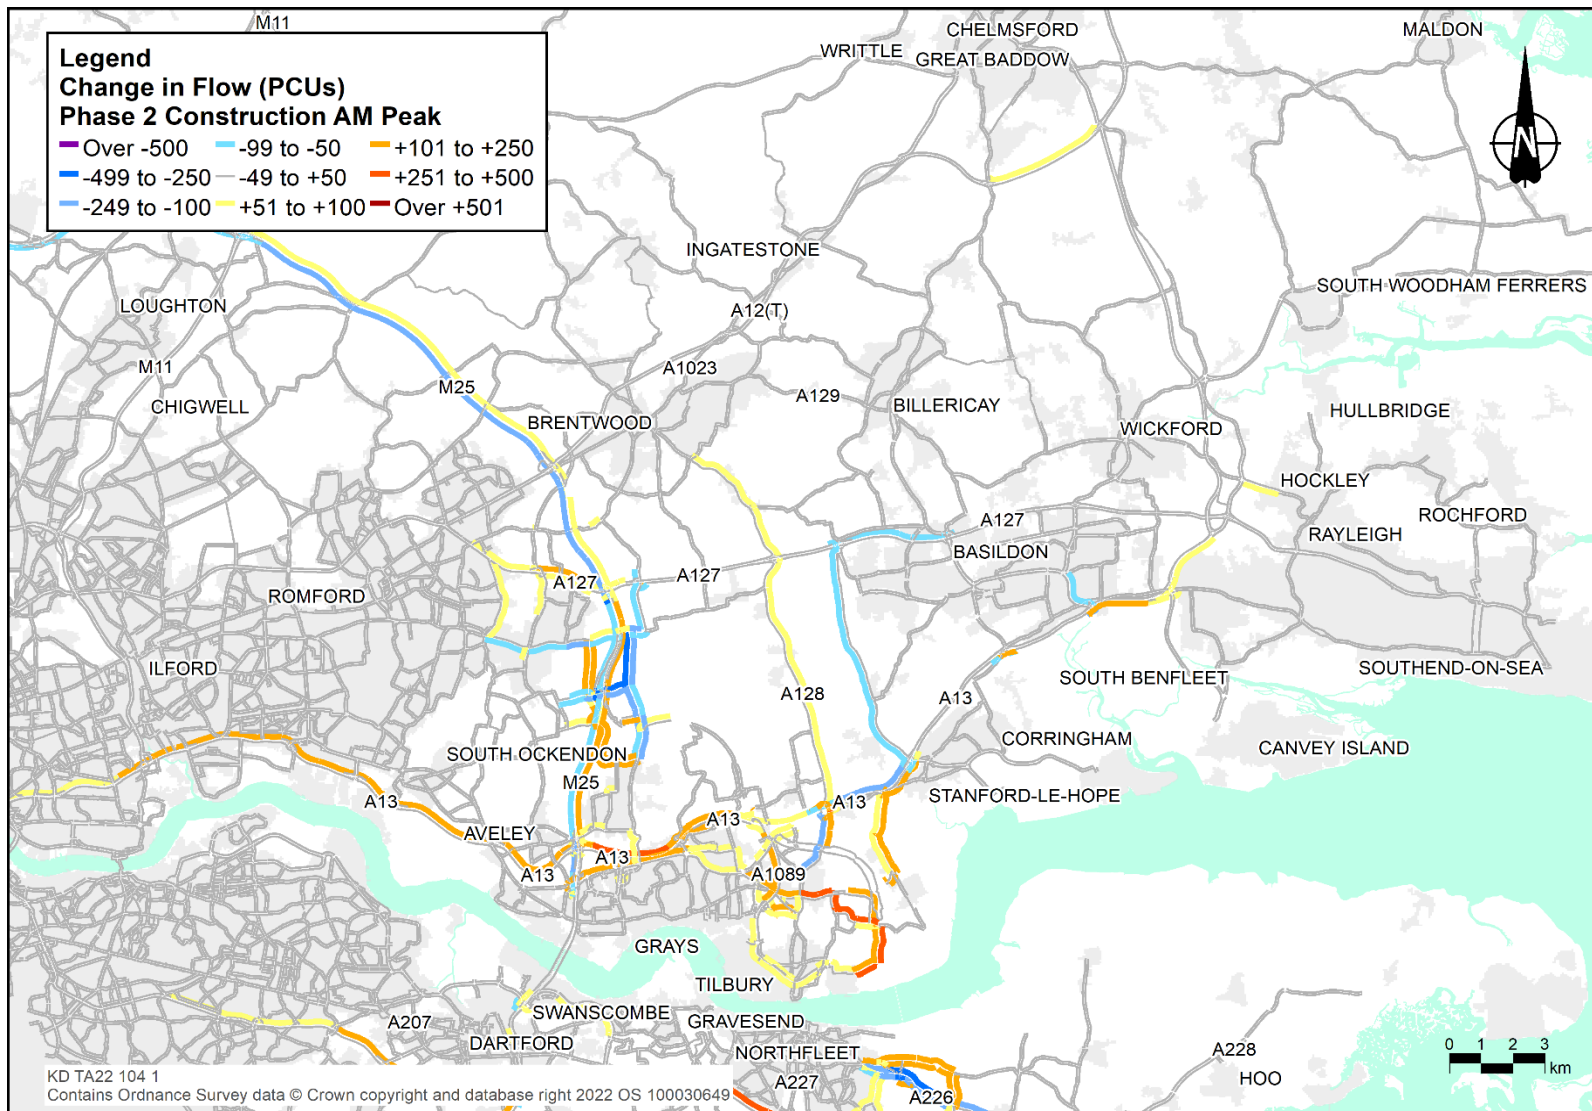 M11
CHELMSFORD
MALDON
WRITTLE
GREAT BADDOW
Legend
Change in Flow (PCUs)
Phase 2 Construction AM Peak
Over -500 -99 to -50 +101 to +250
-499 to -250 -49 to +50 +251 to +500
-249 to -100 +51 to +100 Over +501
N
INGATESTONE
SOUTH WOODHAM FERRERS
LOUGHTON
A12(T)
M11
A1023
M25
A129
CHIGWELL
BILLERICAY
HULLBRIDGE
BRENTWOOD
WICKFORD
HOCKLEY
A127
ROCHFORD
RAYLEIGH
BASILDON
A127
A127
ROMFORD
ILFORD
SOUTHEND-ON-SEA
SOUTH BENFLEET
A128
A13
CORRINGHAM
CANVEY ISLAND
SOUTH OCKENDON
M25
STANFORD-LE-HOPE
A13
A13
A13
AVELEY
A13
A13
A1089
GRAYS
TILBURY
SWANSCOMBE
A207
GRAVESEND
DARTFORD
NORTHFLEET
A228
HOO
A227
A226
0 1 2 3
km
KD TA22 104 1
Contains Ordnance Survey data © Crown copyright and database right 2022 OS 100030649